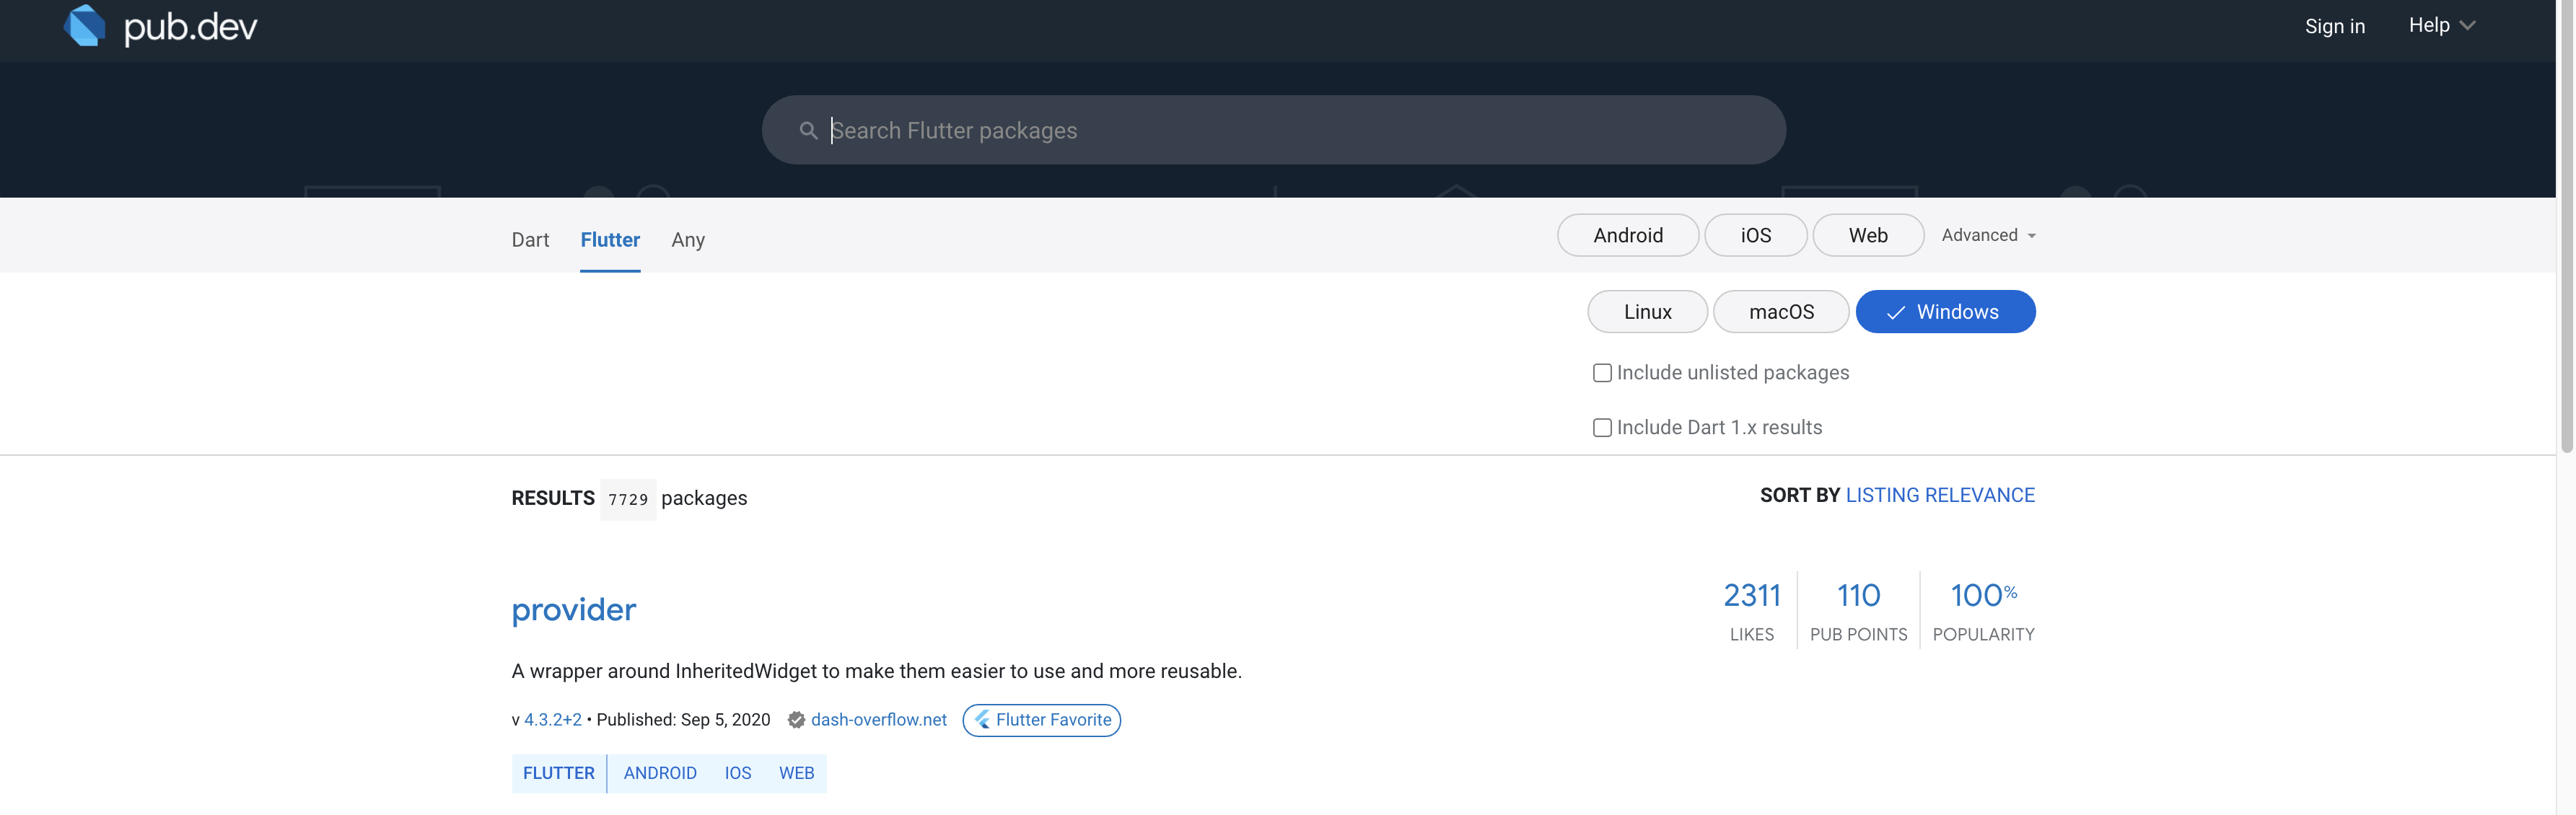 pub.dev
Sign in Help
Search Flutter packages
Dart Flutter Any
Android iOS Web Advanced
Linux macOS Windows
Include unlisted packages
Include Dart 1.x results
RESULTS 7729 packages
SORT BY LISTING RELEVANCE
provider
2311 110 100%
LIKES PUB POINTS POPULARITY
A wrapper around InheritedWidget to make them easier to use and more reusable.
v 4.3.2+2 • Published: Sep 5, 2020 dash-overflow.net Flutter Favorite
FLUTTER ANDROID IOS WEB